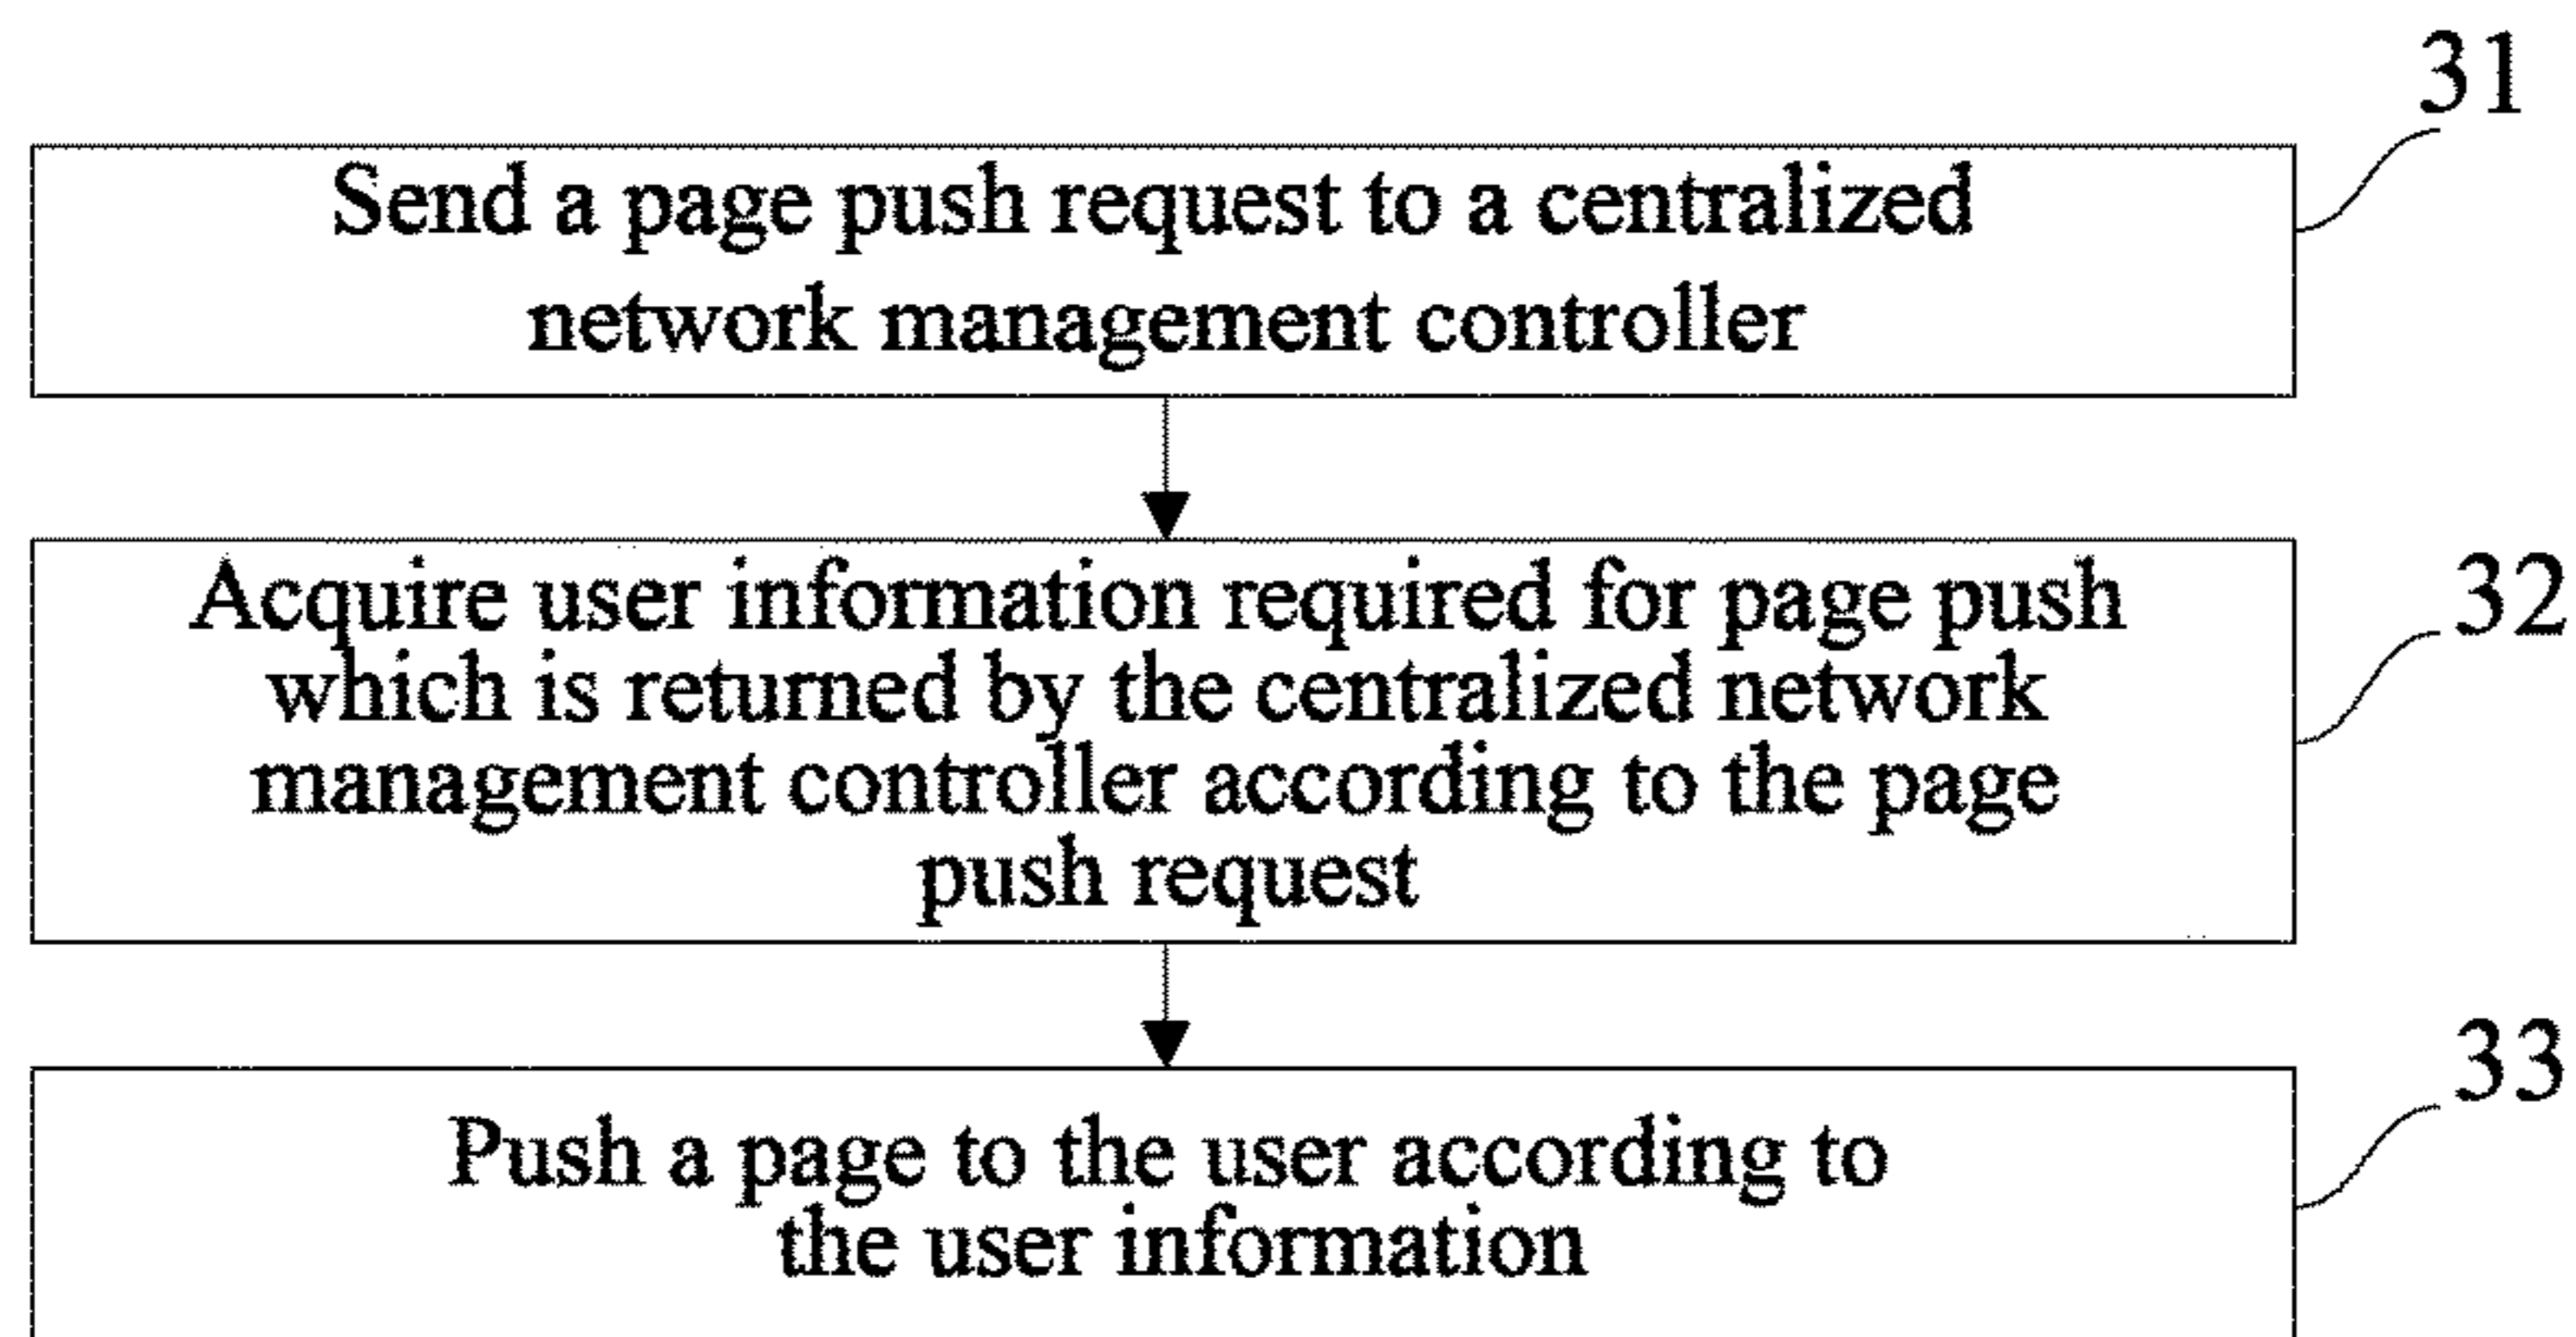 31
Send a page push request to a centralized
network management controller
Acquire user information required for page push
which is returned by the centralized network
management controller according to the page
push request
32
Push a page to the user according to
the user information
33